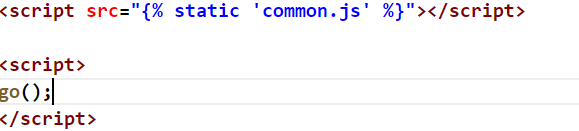 <script src="{% static 'common.js' %}"></script>
<script>
go();
</script>